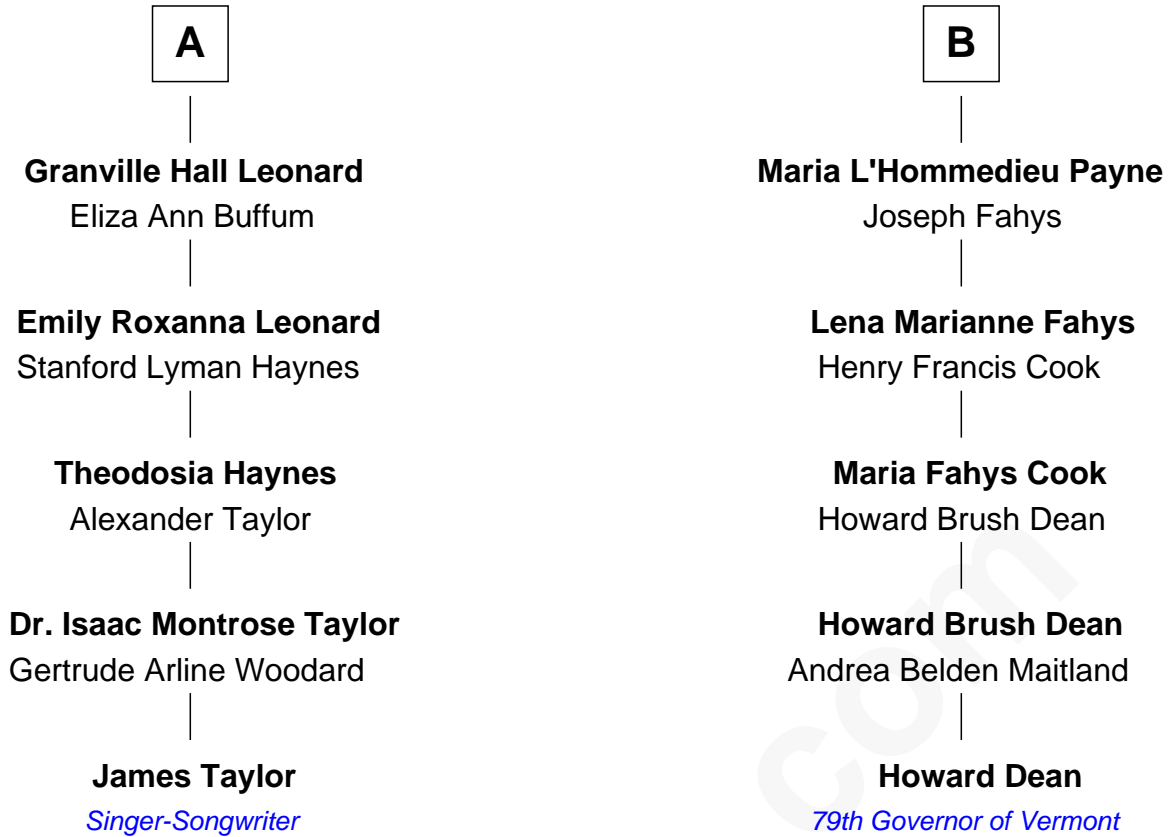 A
Granville Hall Leonard
Eliza Ann Buffum
Emily Roxanna Leonard
Stanford Lyman Haynes
Theodosia Haynes
Alexander Taylor
Dr. Isaac Montrose Taylor
Gertrude Arline Woodard
James Taylor
Singer-Songwriter
B
Maria L'Hommedieu Payne
Joseph Fahys
Lena Marianne Fahys
Henry Francis Cook
Maria Fahys Cook
Howard Brush Dean
Howard Brush Dean
Andrea Belden Maitland
Howard Dean
79th Governor of Vermont
com